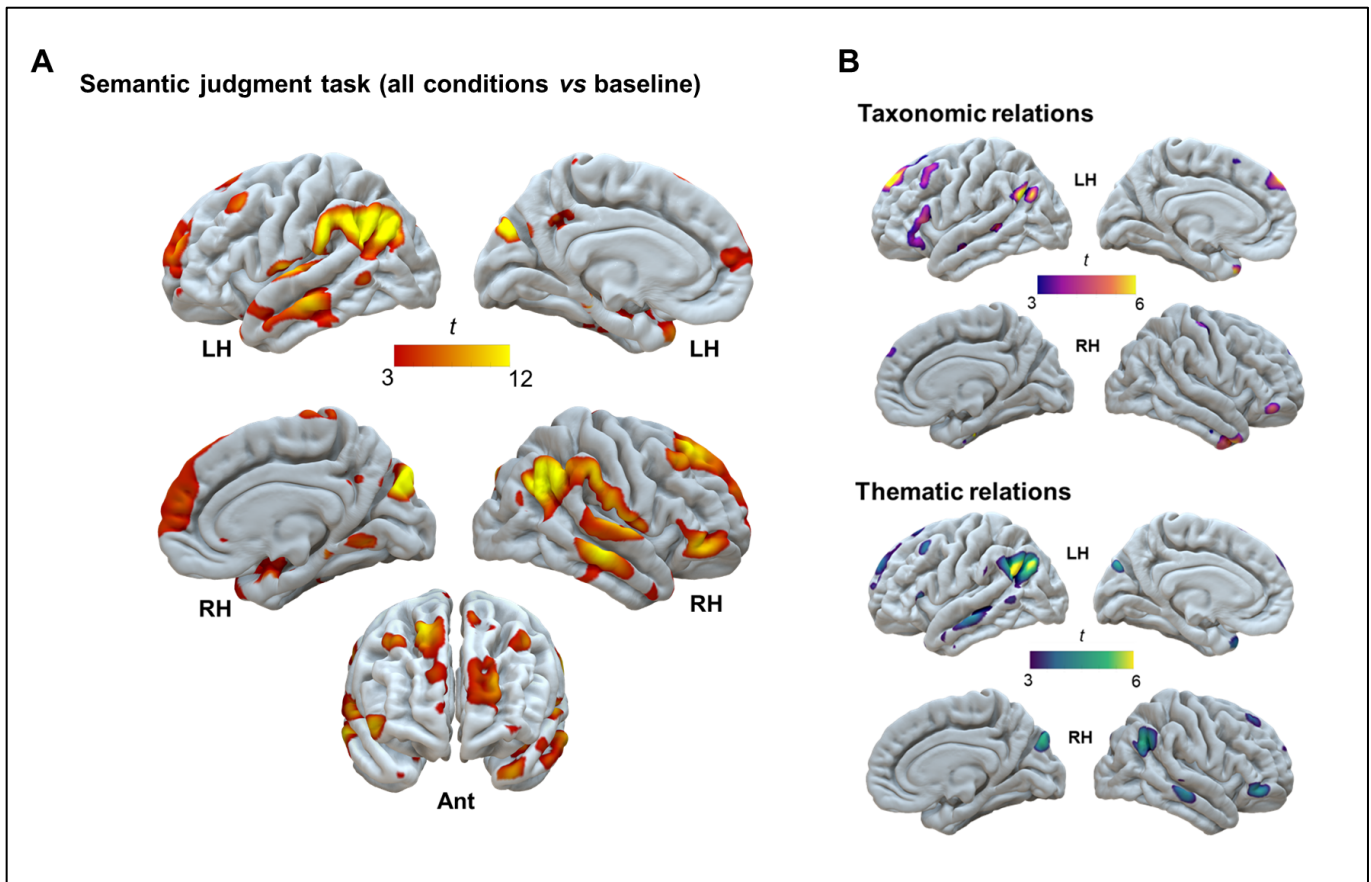 A
Semantic judgment task (all conditions vs baseline)
LH
t
3
12
LH
RH
RH
Ant
B
Taxonomic relations
LH
t
3
6
RH
Thematic relations
LH
t
3
6
RH